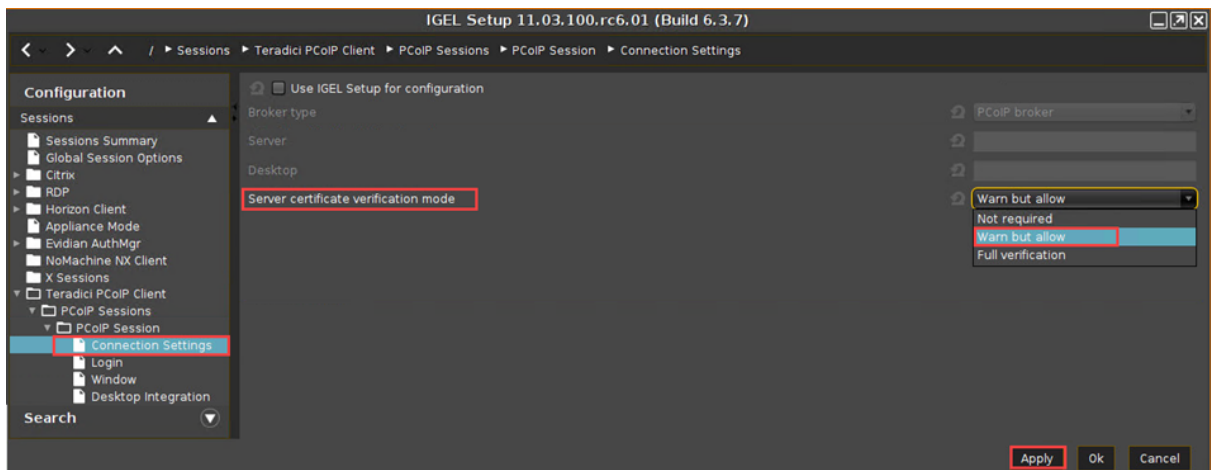 IGEL Setup 11.03.100.rc6.01 (Build 6.3.7)
/ Sessions Teradici PCoIP Client PCoIP Sessions PCoIP Session Connection Settings
Configuration
Sessions
Sessions Summary
Global Session Options
Citrix
RDP
Horizon Client
Appliance Mode
Evidian AuthMgr
NoMachine NX Client
X Sessions
Teradici PCoIP Client
PCoIP Sessions
PCoIP Session
Connection Settings
Login
Window
Desktop Integration
Search
Use IGEL Setup for configuration
Broker type PCoIP broker
Server
Desktop
Server certificate verification mode Warn but allow
Not required
Warn but allow
Full verification
Apply Ok Cancel